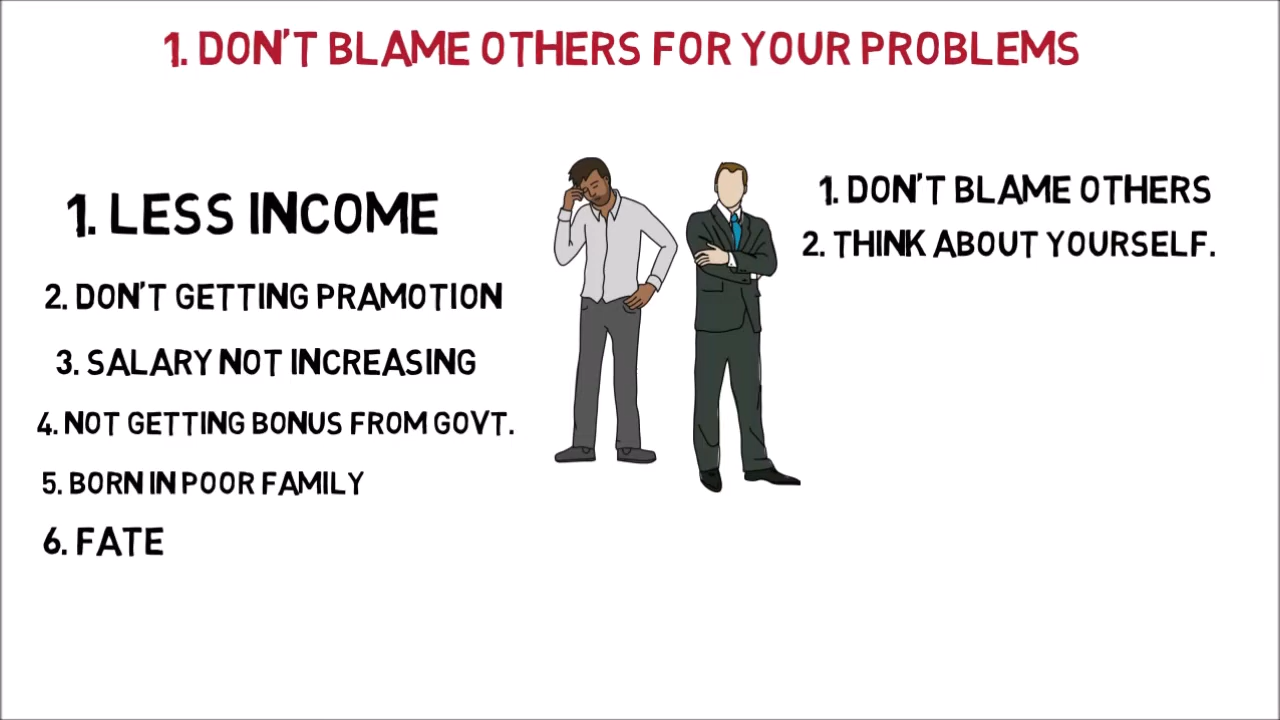 1. DON'T BLAME OTHERS FOR YOUR PROBLEMS
1. LESS INCOME
2. DON'T GETTING PRAMOTION
3. SALARY NOT INCREASING
4. NOT GETTING BONUS FROM GOVT.
5. BORN IN POOR FAMILY
6. FATE
1. DON'T BLAME OTHERS
2. THINK ABOUT YOURSELF.